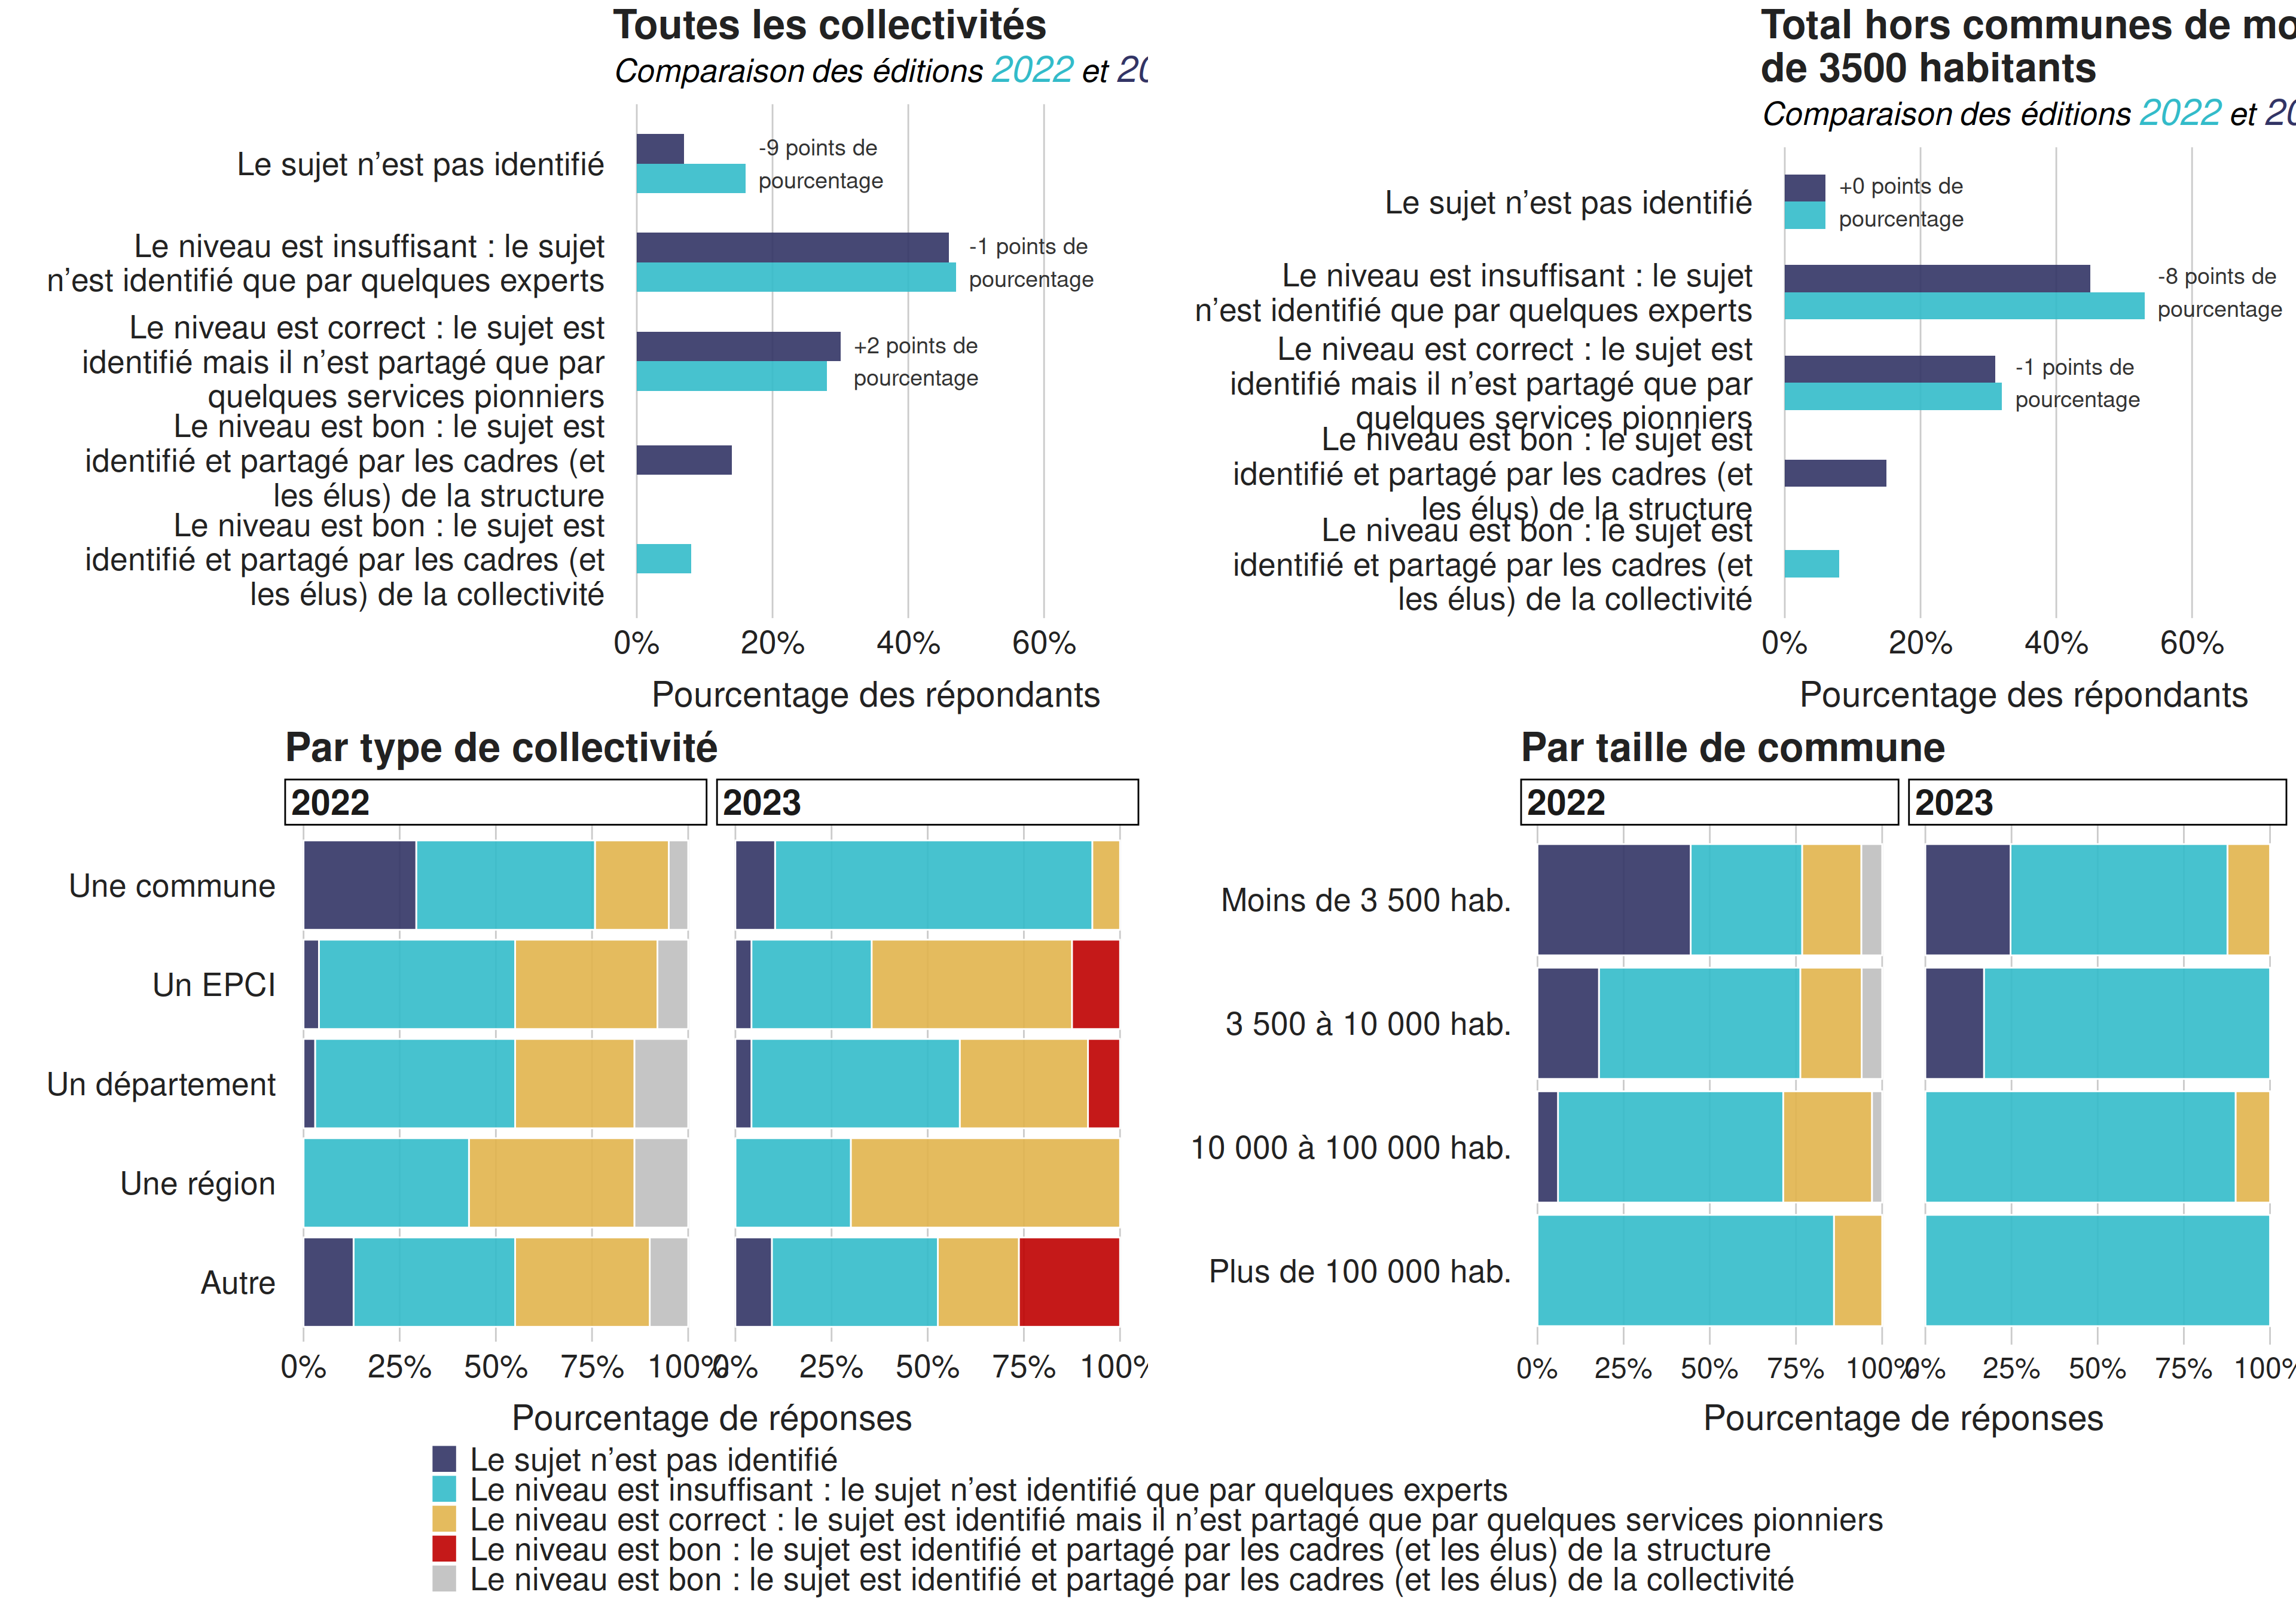 Toutes les collectivités
Comparaison des éditions 2022 et
Le sujet n’est pas identifié
-9 points de
pourcentage
Le niveau est insuffisant : le sujet
n’est identifié que par quelques experts
-1 points de
pourcentage
Le niveau est correct : le sujet est
identifié mais il n’est partagé que par
quelques services pionniers
+2 points de
pourcentage
Le niveau est bon : le sujet est
identifié et partagé par les cadres (et
les élus) de la structure
Le niveau est bon : le sujet est
identifié et partagé par les cadres (et
les élus) de la collectivité
0% 20% 40% 60%
Pourcentage des répondants
Total hors communes de
de 3500 habitants
Comparaison des éditions 2022 et
Le sujet n’est pas identifié
+0 points de
pourcentage
Le niveau est insuffisant : le sujet
n’est identifié que par quelques experts
-8 points de
pourcentage
Le niveau est correct : le sujet est
identifié mais il n’est partagé que par
quelques services pionniers
-1 points de
pourcentage
Le niveau est bon : le sujet est
identifié et partagé par les cadres (et
les élus) de la structure
Le niveau est bon : le sujet est
identifié et partagé par les cadres (et
les élus) de la collectivité
0% 20% 40% 60%
Pourcentage des répondants
Par type de collectivité
2022 2023
Une commune
Un EPCI
Un département
Une région
Autre
0% 25% 50% 75% 100% 0% 25% 50% 75% 100%
Pourcentage de réponses
Par taille de commune
2022 2023
Moins de 3 500 hab.
3 500 à 10 000 hab.
10 000 à 100 000 hab.
Plus de 100 000 hab.
0% 25% 50% 75% 100% 0% 25% 50% 75% 100%
Pourcentage de réponses
Le sujet n’est pas identifié
Le niveau est insuffisant : le sujet n’est identifié que par quelques experts
Le niveau est correct : le sujet est identifié mais il n’est partagé que par quelques services pionniers
Le niveau est bon : le sujet est identifié et partagé par les cadres (et les élus) de la structure
Le niveau est bon : le sujet est identifié et partagé par les cadres (et les élus) de la collectivité